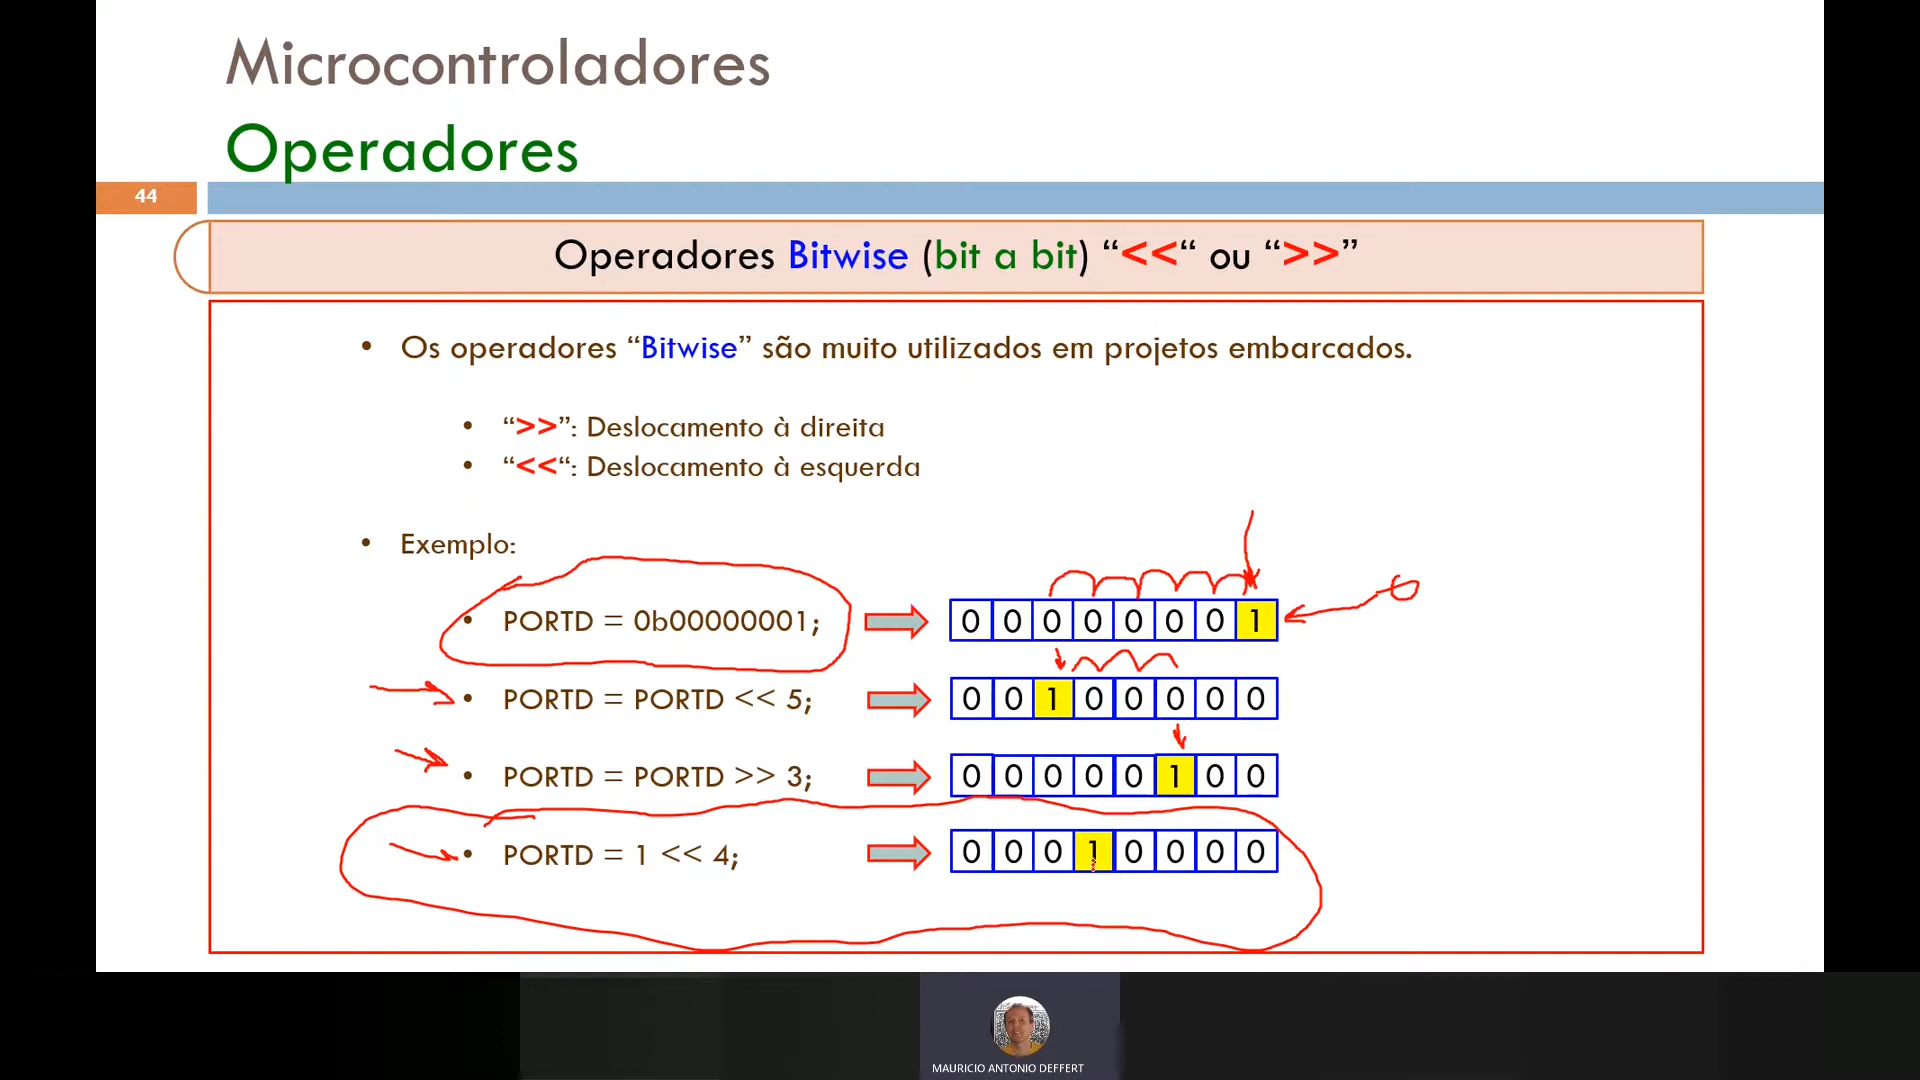 Microcontroladores
Operadores
44
Operadores Bitwise (bit a bit) “<<“ ou “>>”
• Os operadores “Bitwise” são muito utilizados em projetos embarcados.
• “>>”: Deslocamento à direita
• “<<“: Deslocamento à esquerda
• Exemplo:
• PORTD = 0b00000001; 0 0 0 0 0 0 0 1
• PORTD = PORTD << 5; 0 0 1 0 0 0 0 0
• PORTD = PORTD >> 3; 0 0 0 0 0 1 0 0
• PORTD = 1 << 4; 0 0 0 1 0 0 0 0
MAURICIO ANTONIO DEFFERT